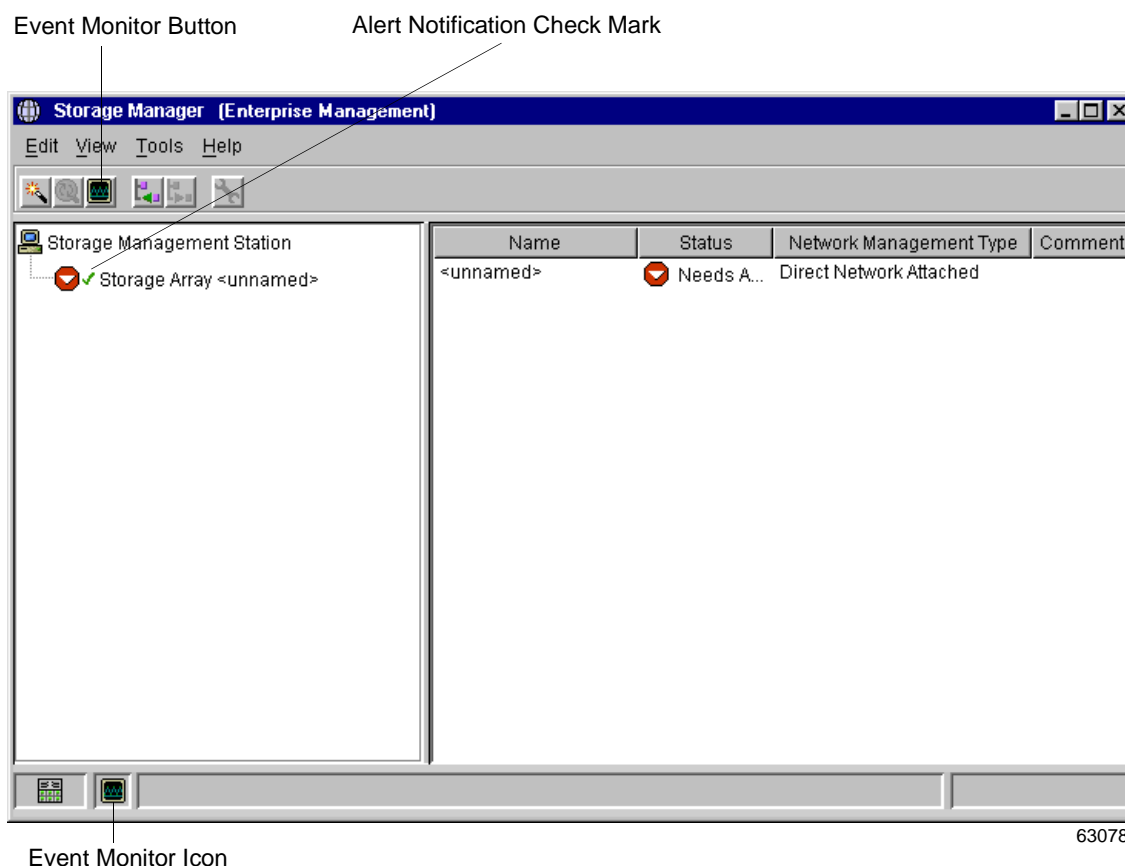 Event Monitor Button
Alert Notification Check Mark
Storage Manager (Enterprise Management)
Edit View Tools Help
Storage Management Station
Storage Array <unnamed>
Name Status Network Management Type Comment
<unnamed> Needs A... Direct Network Attached
63078
Event Monitor Icon